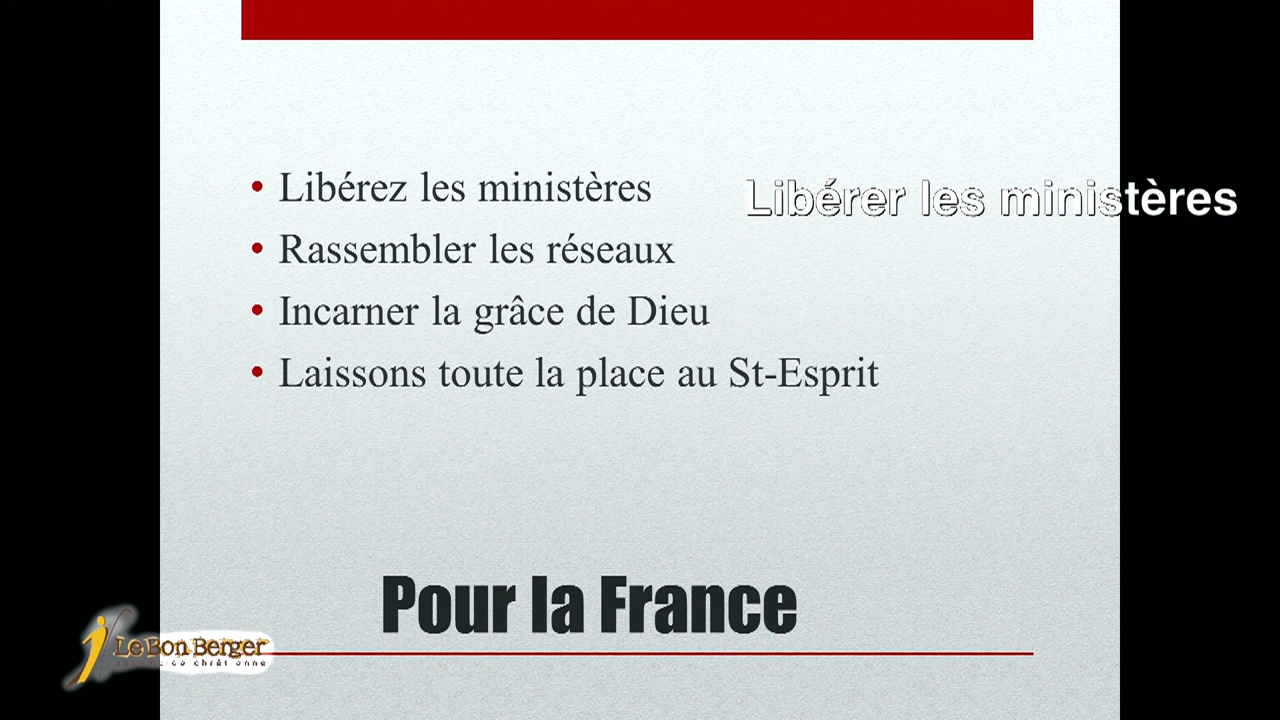 • Libérez les ministères
Libérer les ministères
• Rassembler les réseaux
• Incarner la grâce de Dieu
• Laissons toute la place au St-Esprit
Pour la France
Le Bon Berger